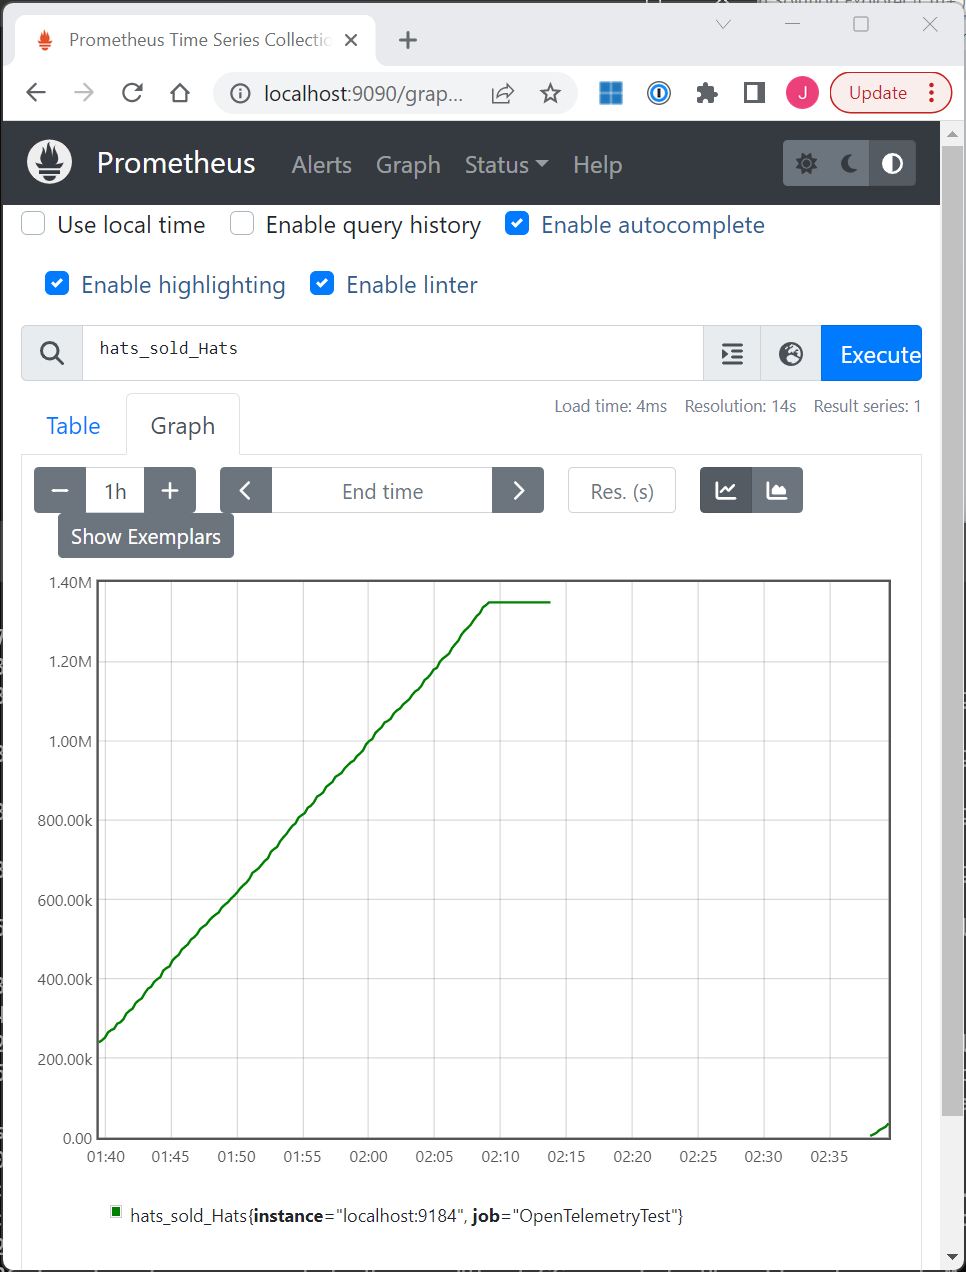 Prometheus Time Series Collectio
localhost:9090/grap...
J
Update
Prometheus Alerts Graph Status Help
Use local time Enable query history Enable autocomplete
Enable highlighting Enable linter
hats_sold_Hats
Execute
Load time: 4ms Resolution: 14s Result series: 1
Table Graph
1h End time Res. (s)
Show Exemplars
1.40M
1.20M
1.00M
800.00k
600.00k
400.00k
200.00k
0.00
01:40 01:45 01:50 01:55 02:00 02:05 02:10 02:15 02:20 02:25 02:30 02:35
hats_sold_Hats{instance="localhost:9184", job="OpenTelemetryTest"}